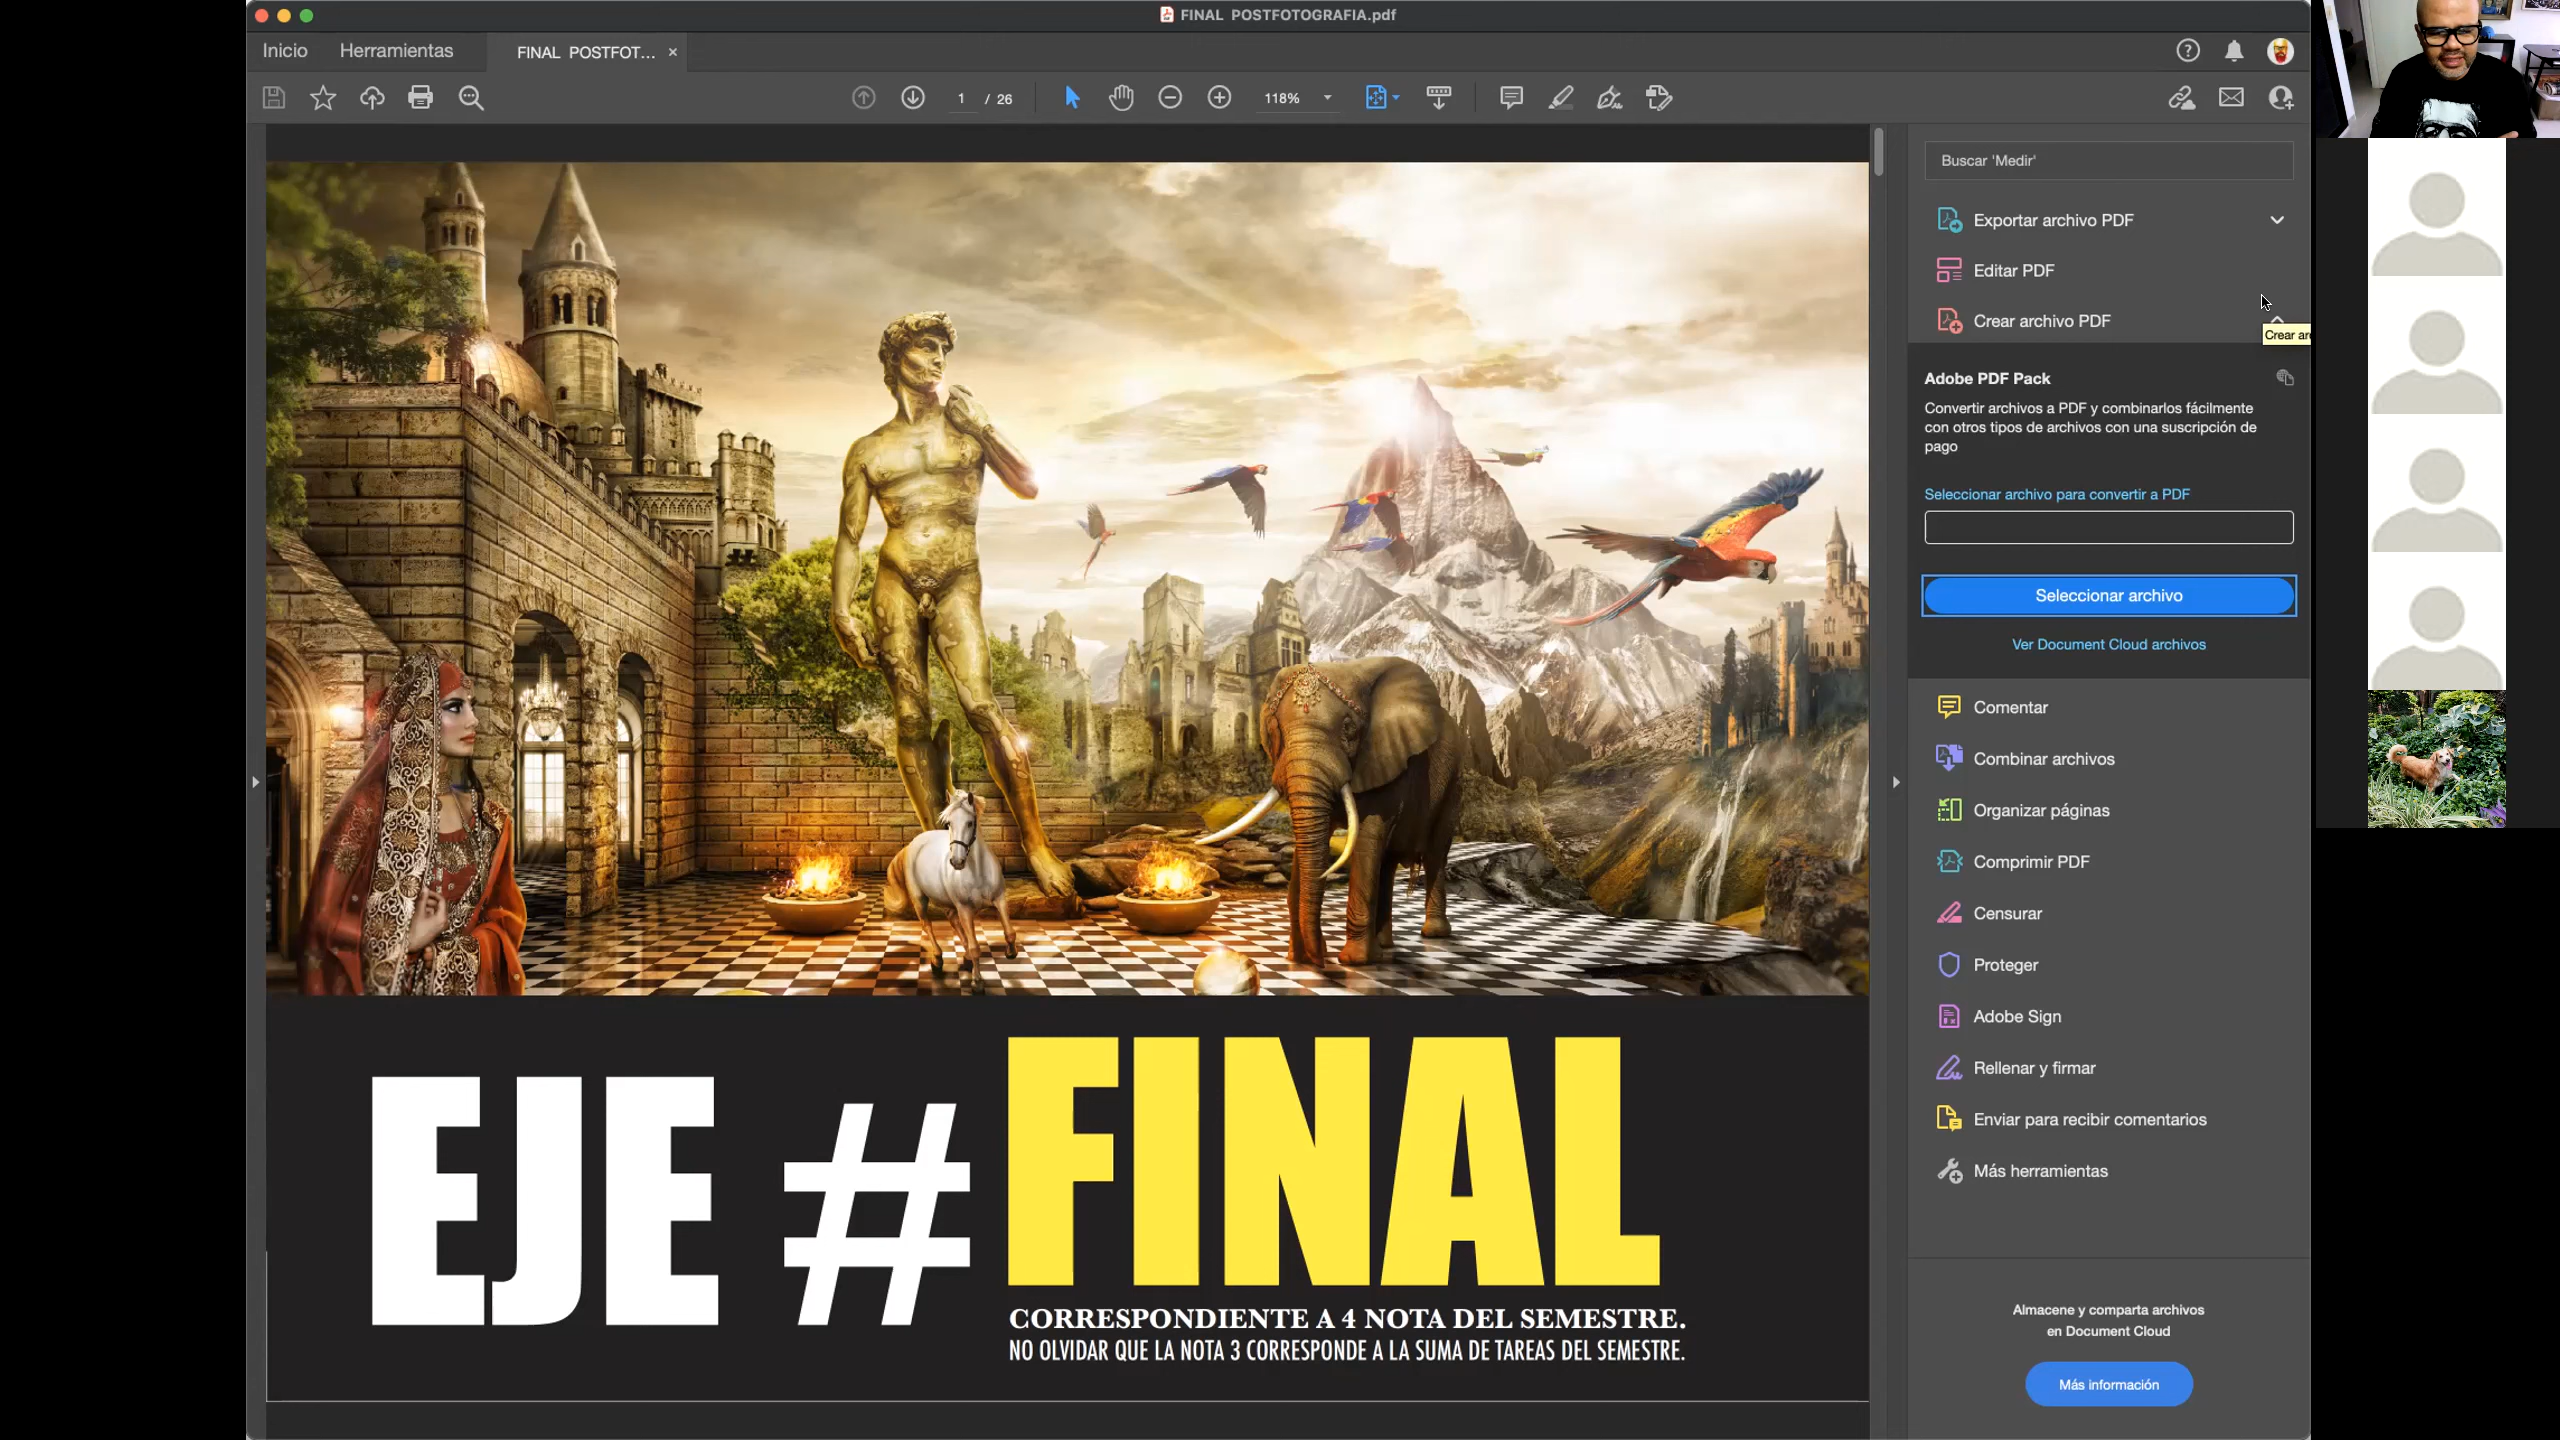 FINAL  POSTFOTOGRAFIA.pdf
Inicio
Herramientas
FINAL  POSTFOT... ×
1 / 26
118%
Buscar 'Medir'
Exportar archivo PDF
Editar PDF
Crear archivo PDF
Crear ar
Adobe PDF Pack
Convertir archivos a PDF y combinarlos fácilmente
con otros tipos de archivos con una suscripción de
pago
Seleccionar archivo para convertir a PDF
Seleccionar archivo
Ver Document Cloud archivos
Comentar
Combinar archivos
Organizar páginas
Comprimir PDF
Censurar
Proteger
Adobe Sign
Rellenar y firmar
Enviar para recibir comentarios
Más herramientas
Almacene y comparta archivos
en Document Cloud
Más información
EJE #FINAL
CORRESPONDIENTE A 4 NOTA DEL SEMESTRE.
NO OLVIDAR QUE LA NOTA 3 CORRESPONDE A LA SUMA DE TAREAS DEL SEMESTRE.